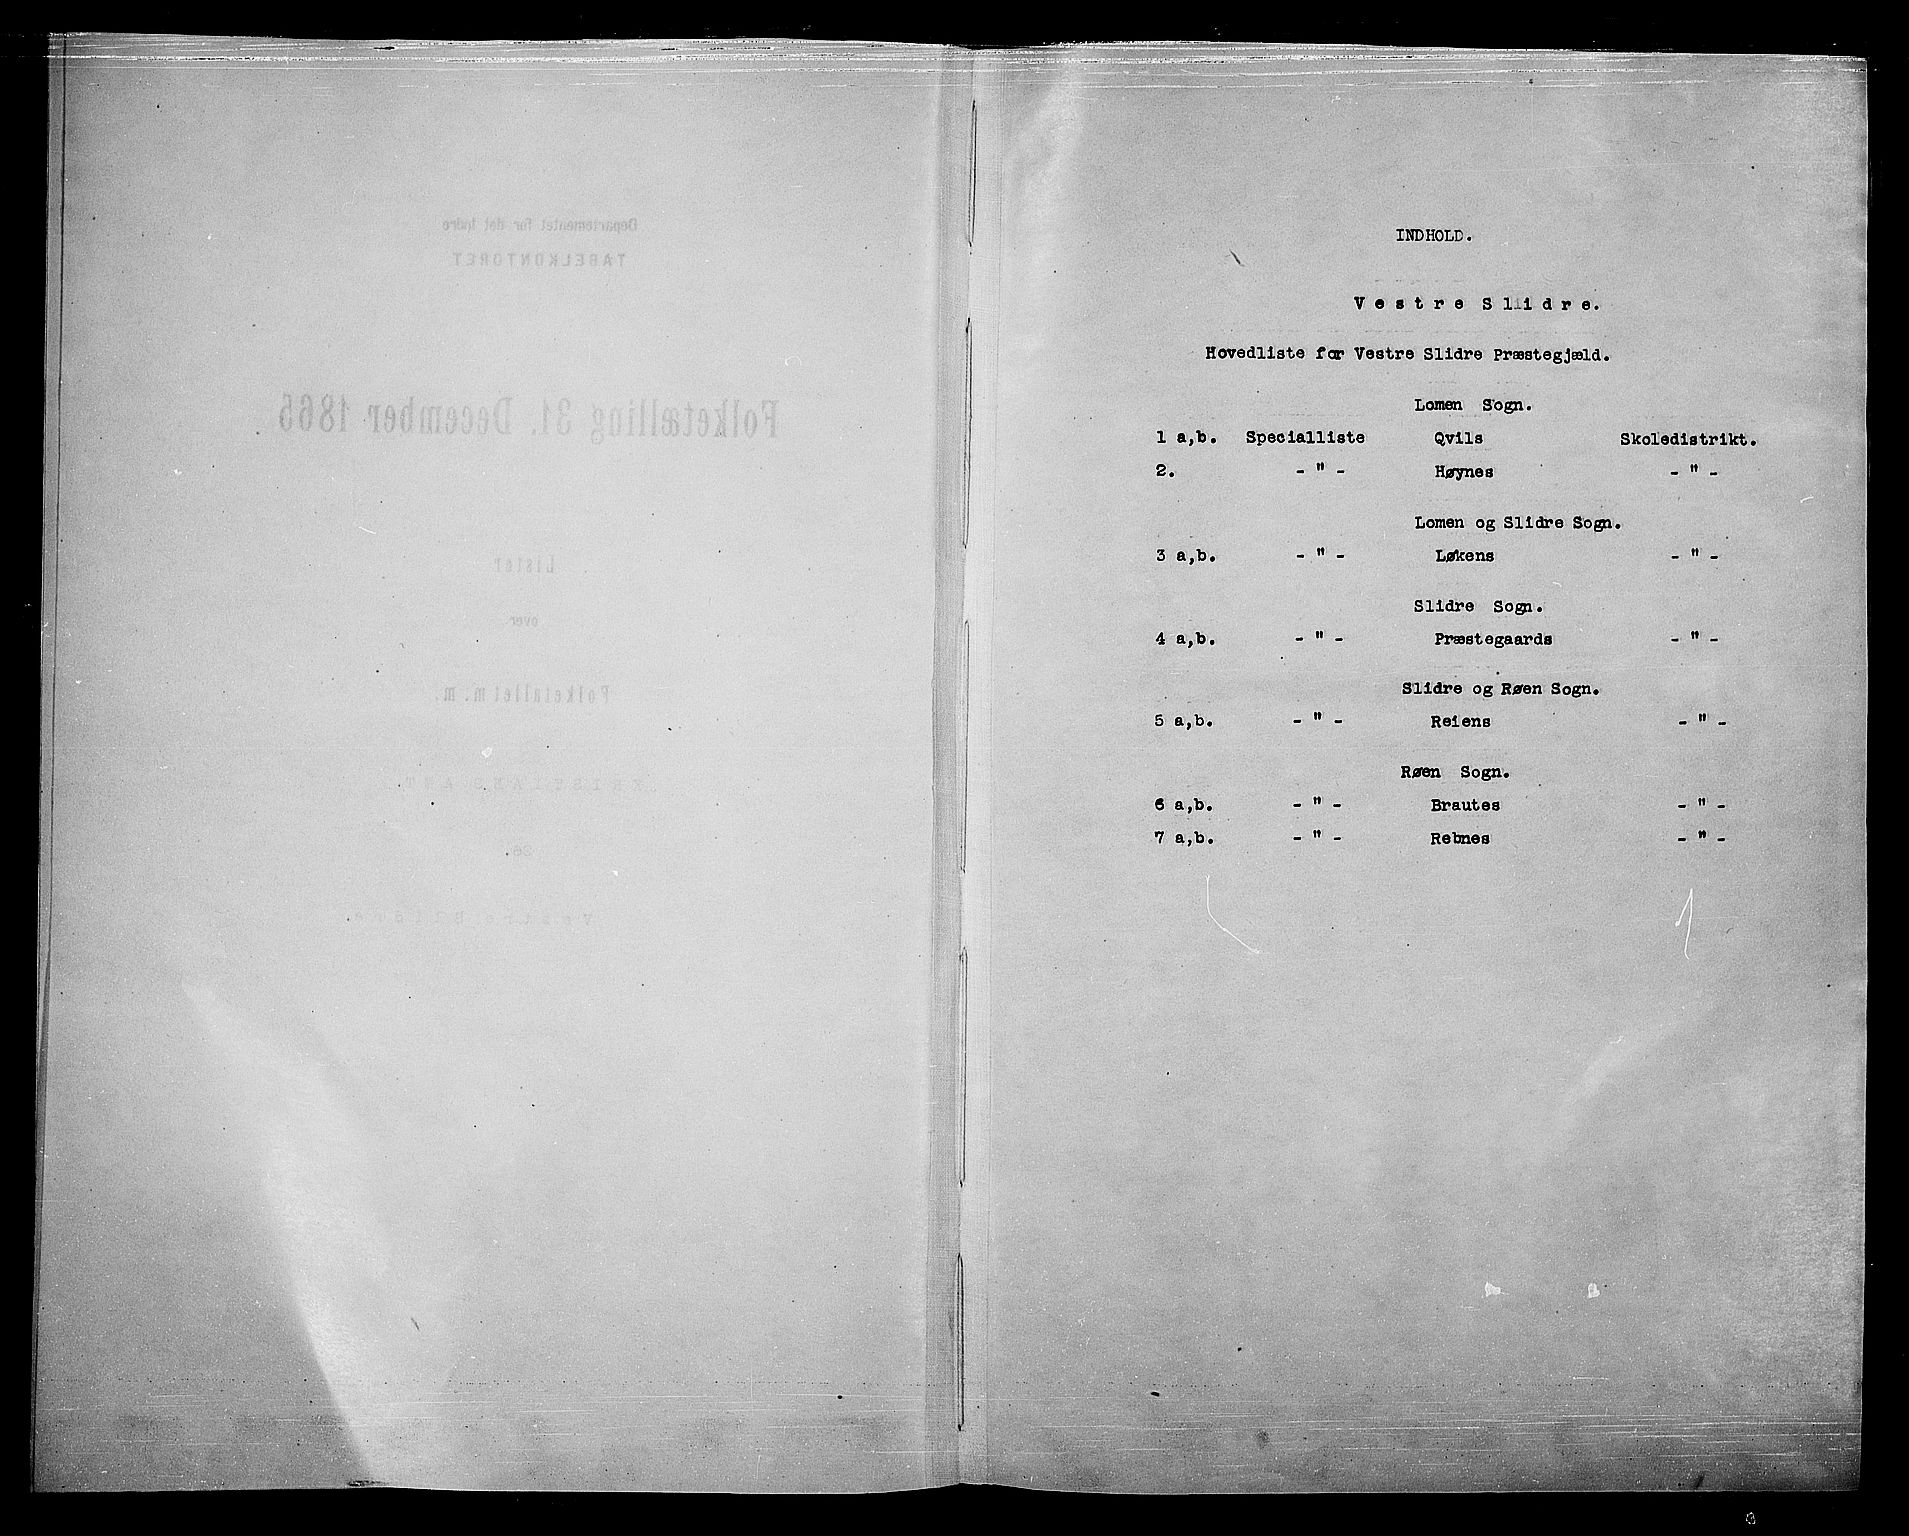 Departementet for det Indre
TABELKONTORET
Folketælling 31. December 1865
Lister
over
Folketallet m. m.
INDHOLD.
Vestre Slidre.
Hovedliste for Vestre Slidre Præstegjæld.
Lomen Sogn.
1 a,b. Specialliste Qvils Skoledistrikt.
2. - " - Høynes - " -
Lomen og Slidre Sogn.
3 a,b. - " - Løkens - " -
Slidre Sogn.
4 a,b. - " - Præstegaards - " -
Slidre og Røen Sogn.
5 a,b. - " - Reiens - " -
Røen Sogn.
6 a,b. - " - Brautes - " -
7 a,b. - " - Rebnes - " -